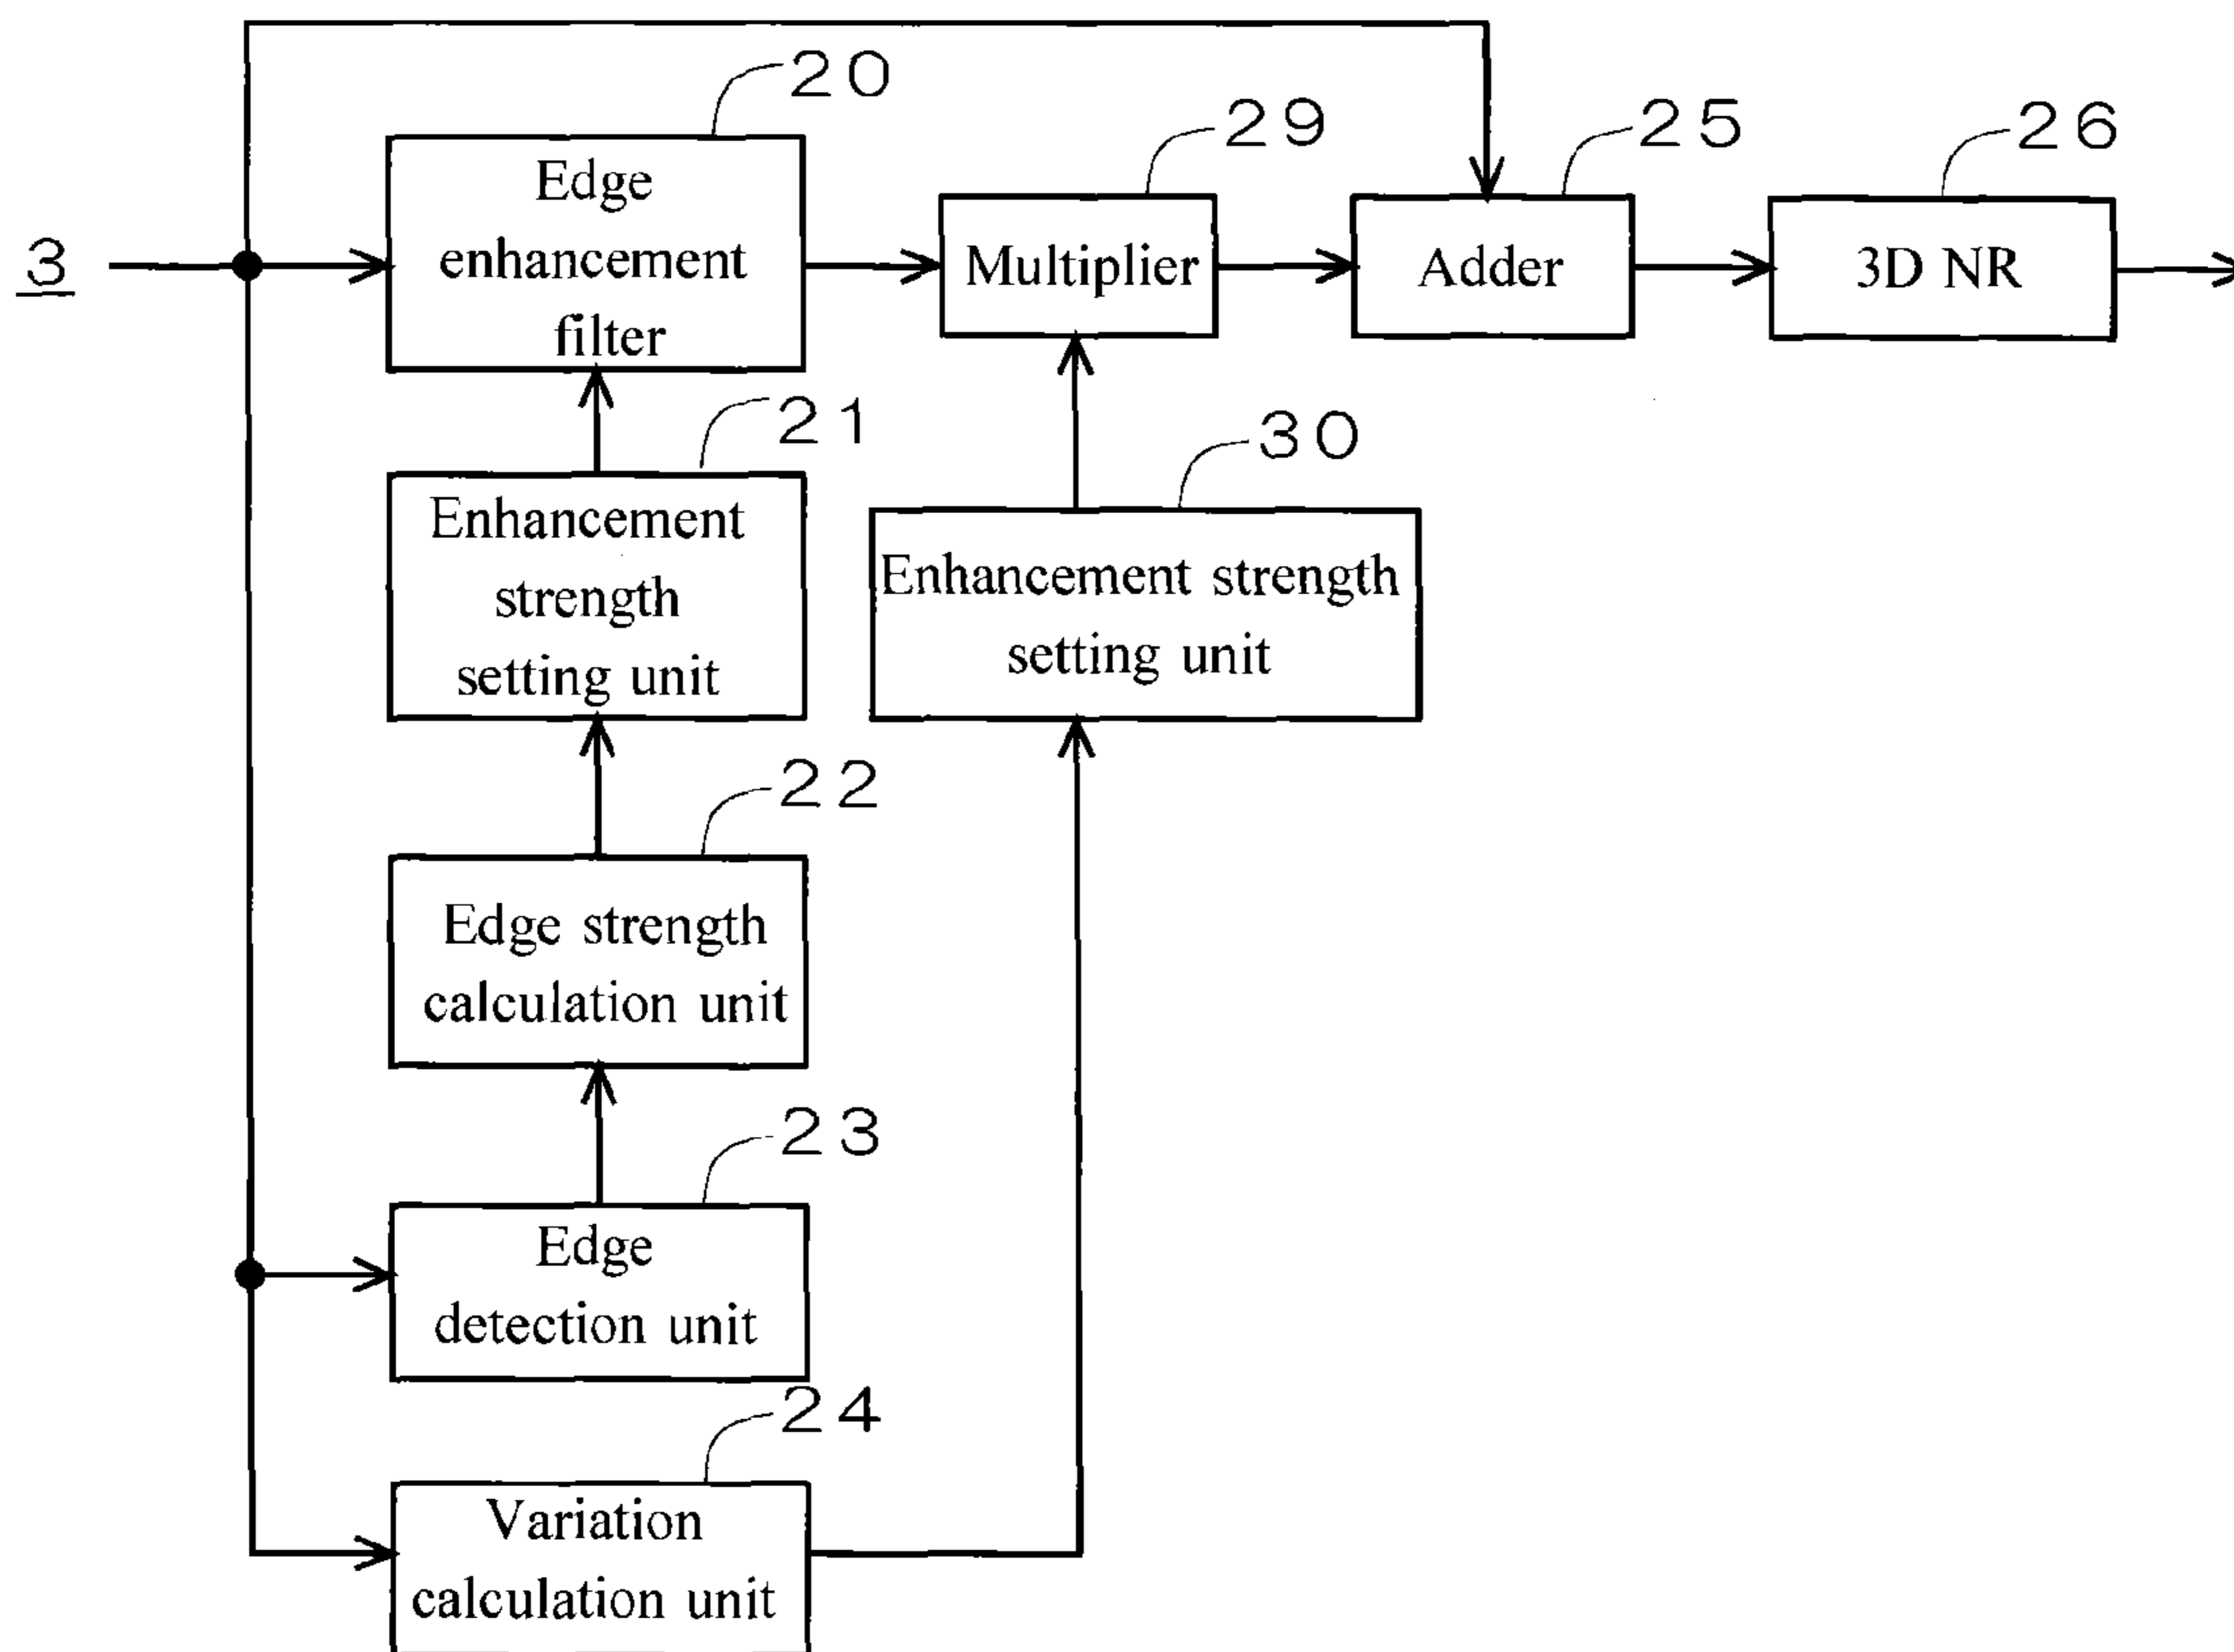 20
29
25
26
3
Edge
enhancement
filter
Multiplier
Adder
3D NR
21
Enhancement
strength
setting unit
30
Enhancement strength
setting unit
22
Edge strength
calculation unit
23
Edge
detection unit
24
Variation
calculation unit